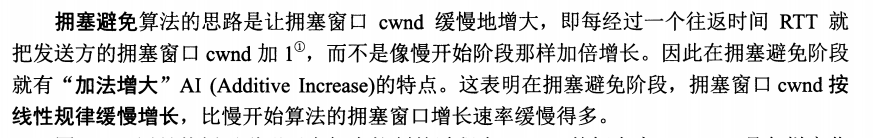 拥塞避免算法的思路是让拥塞窗口 cwnd 缓慢地增大，即每经过一个往返时间 RTT 就
把发送方的拥塞窗口 cwnd 加 1①，而不是像慢开始阶段那样加倍增长。因此在拥塞避免阶段
就有“加法增大”AI (Additive Increase)的特点。这表明在拥塞避免阶段，拥塞窗口 cwnd 按
线性规律缓慢增长，比慢开始算法的拥塞窗口增长速率缓慢得多。